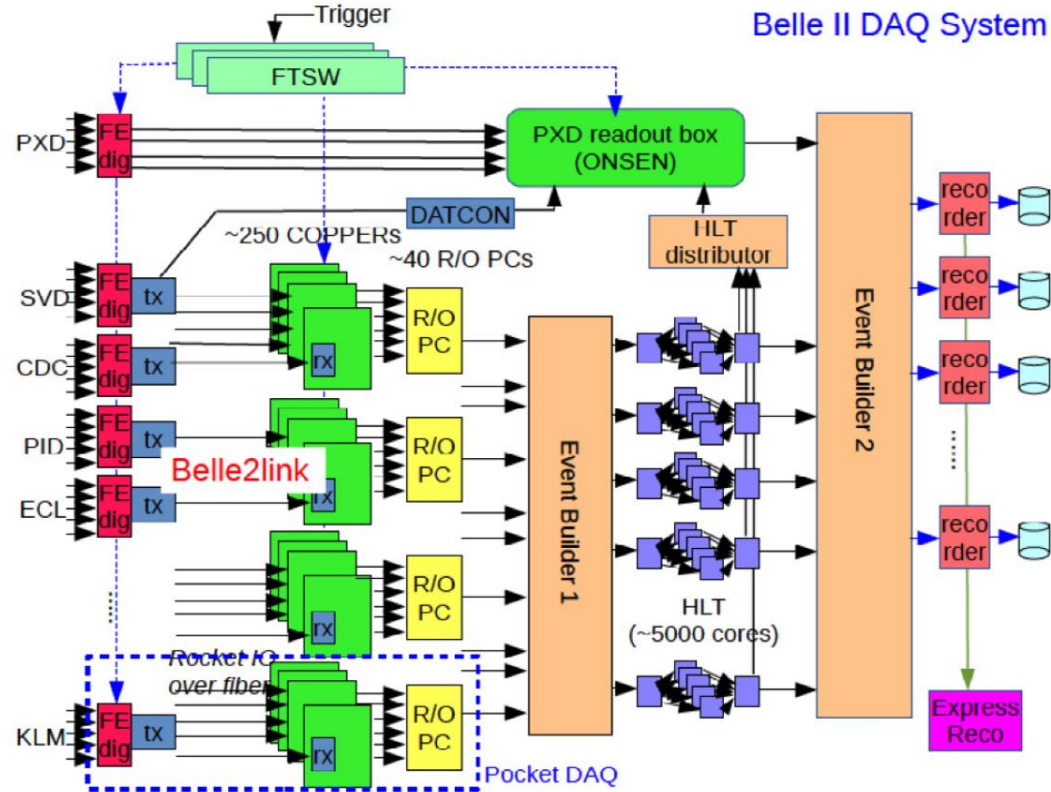 Trigger
Belle II DAQ System
FTSW
PXD
FE
dig
PXD readout box
(ONSEN)
DATCON
~250 COPPERs
~40 R/O PCs
HLT
distributor
reco
rder
SVD
FE
dig
tx
rx
R/O
PC
reco
rder
CDC
FE
dig
tx
reco
rder
PID
FE
dig
tx
Belle2link
rx
R/O
PC
ECL
FE
dig
tx
Event Builder 1
Event Builder 2
reco
rder
rx
R/O
PC
HLT
(~5000 cores)
Rocket IO
over fiber
KLM
FE
dig
tx
rx
R/O
PC
Pocket DAQ
Express
Reco